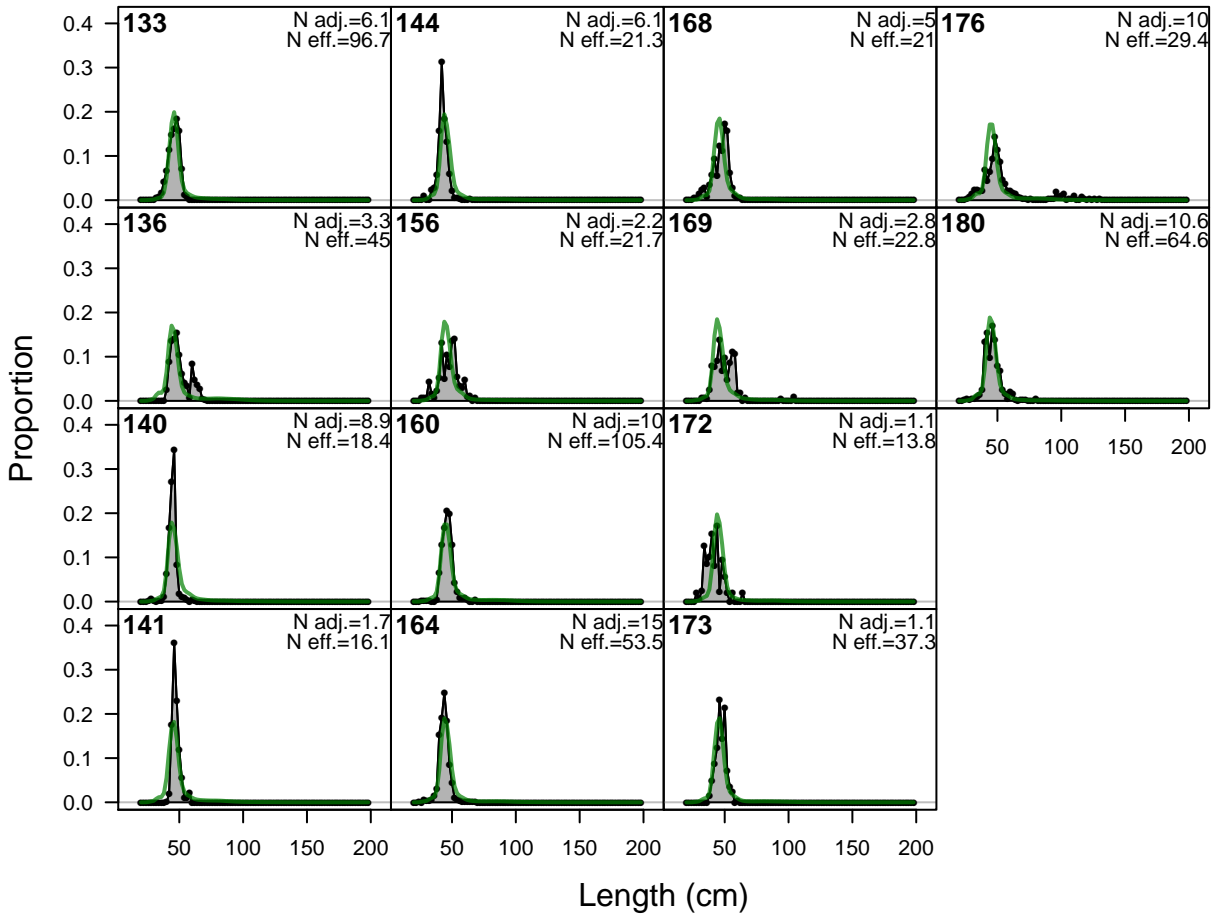 133
N adj.=6.1
N eff.=96.7
144
N adj.=6.1
N eff.=21.3
168
N adj.=5
N eff.=21
176
N adj.=10
N eff.=29.4
0.4
0.3
0.2
0.1
0.0
136
N adj.=3.3
N eff.=45
156
N adj.=2.2
N eff.=21.7
169
N adj.=2.8
N eff.=22.8
180
N adj.=10.6
N eff.=64.6
0.4
0.3
0.2
0.1
0.0
140
N adj.=8.9
N eff.=18.4
160
N adj.=10
N eff.=105.4
172
N adj.=1.1
N eff.=13.8
50 100 150 200
0.4
0.3
0.2
0.1
0.0
141
N adj.=1.7
N eff.=16.1
164
N adj.=15
N eff.=53.5
173
N adj.=1.1
N eff.=37.3
0.4
0.3
0.2
0.1
0.0
50 100 150 200
50 100 150 200
50 100 150 200
Proportion
Length (cm)